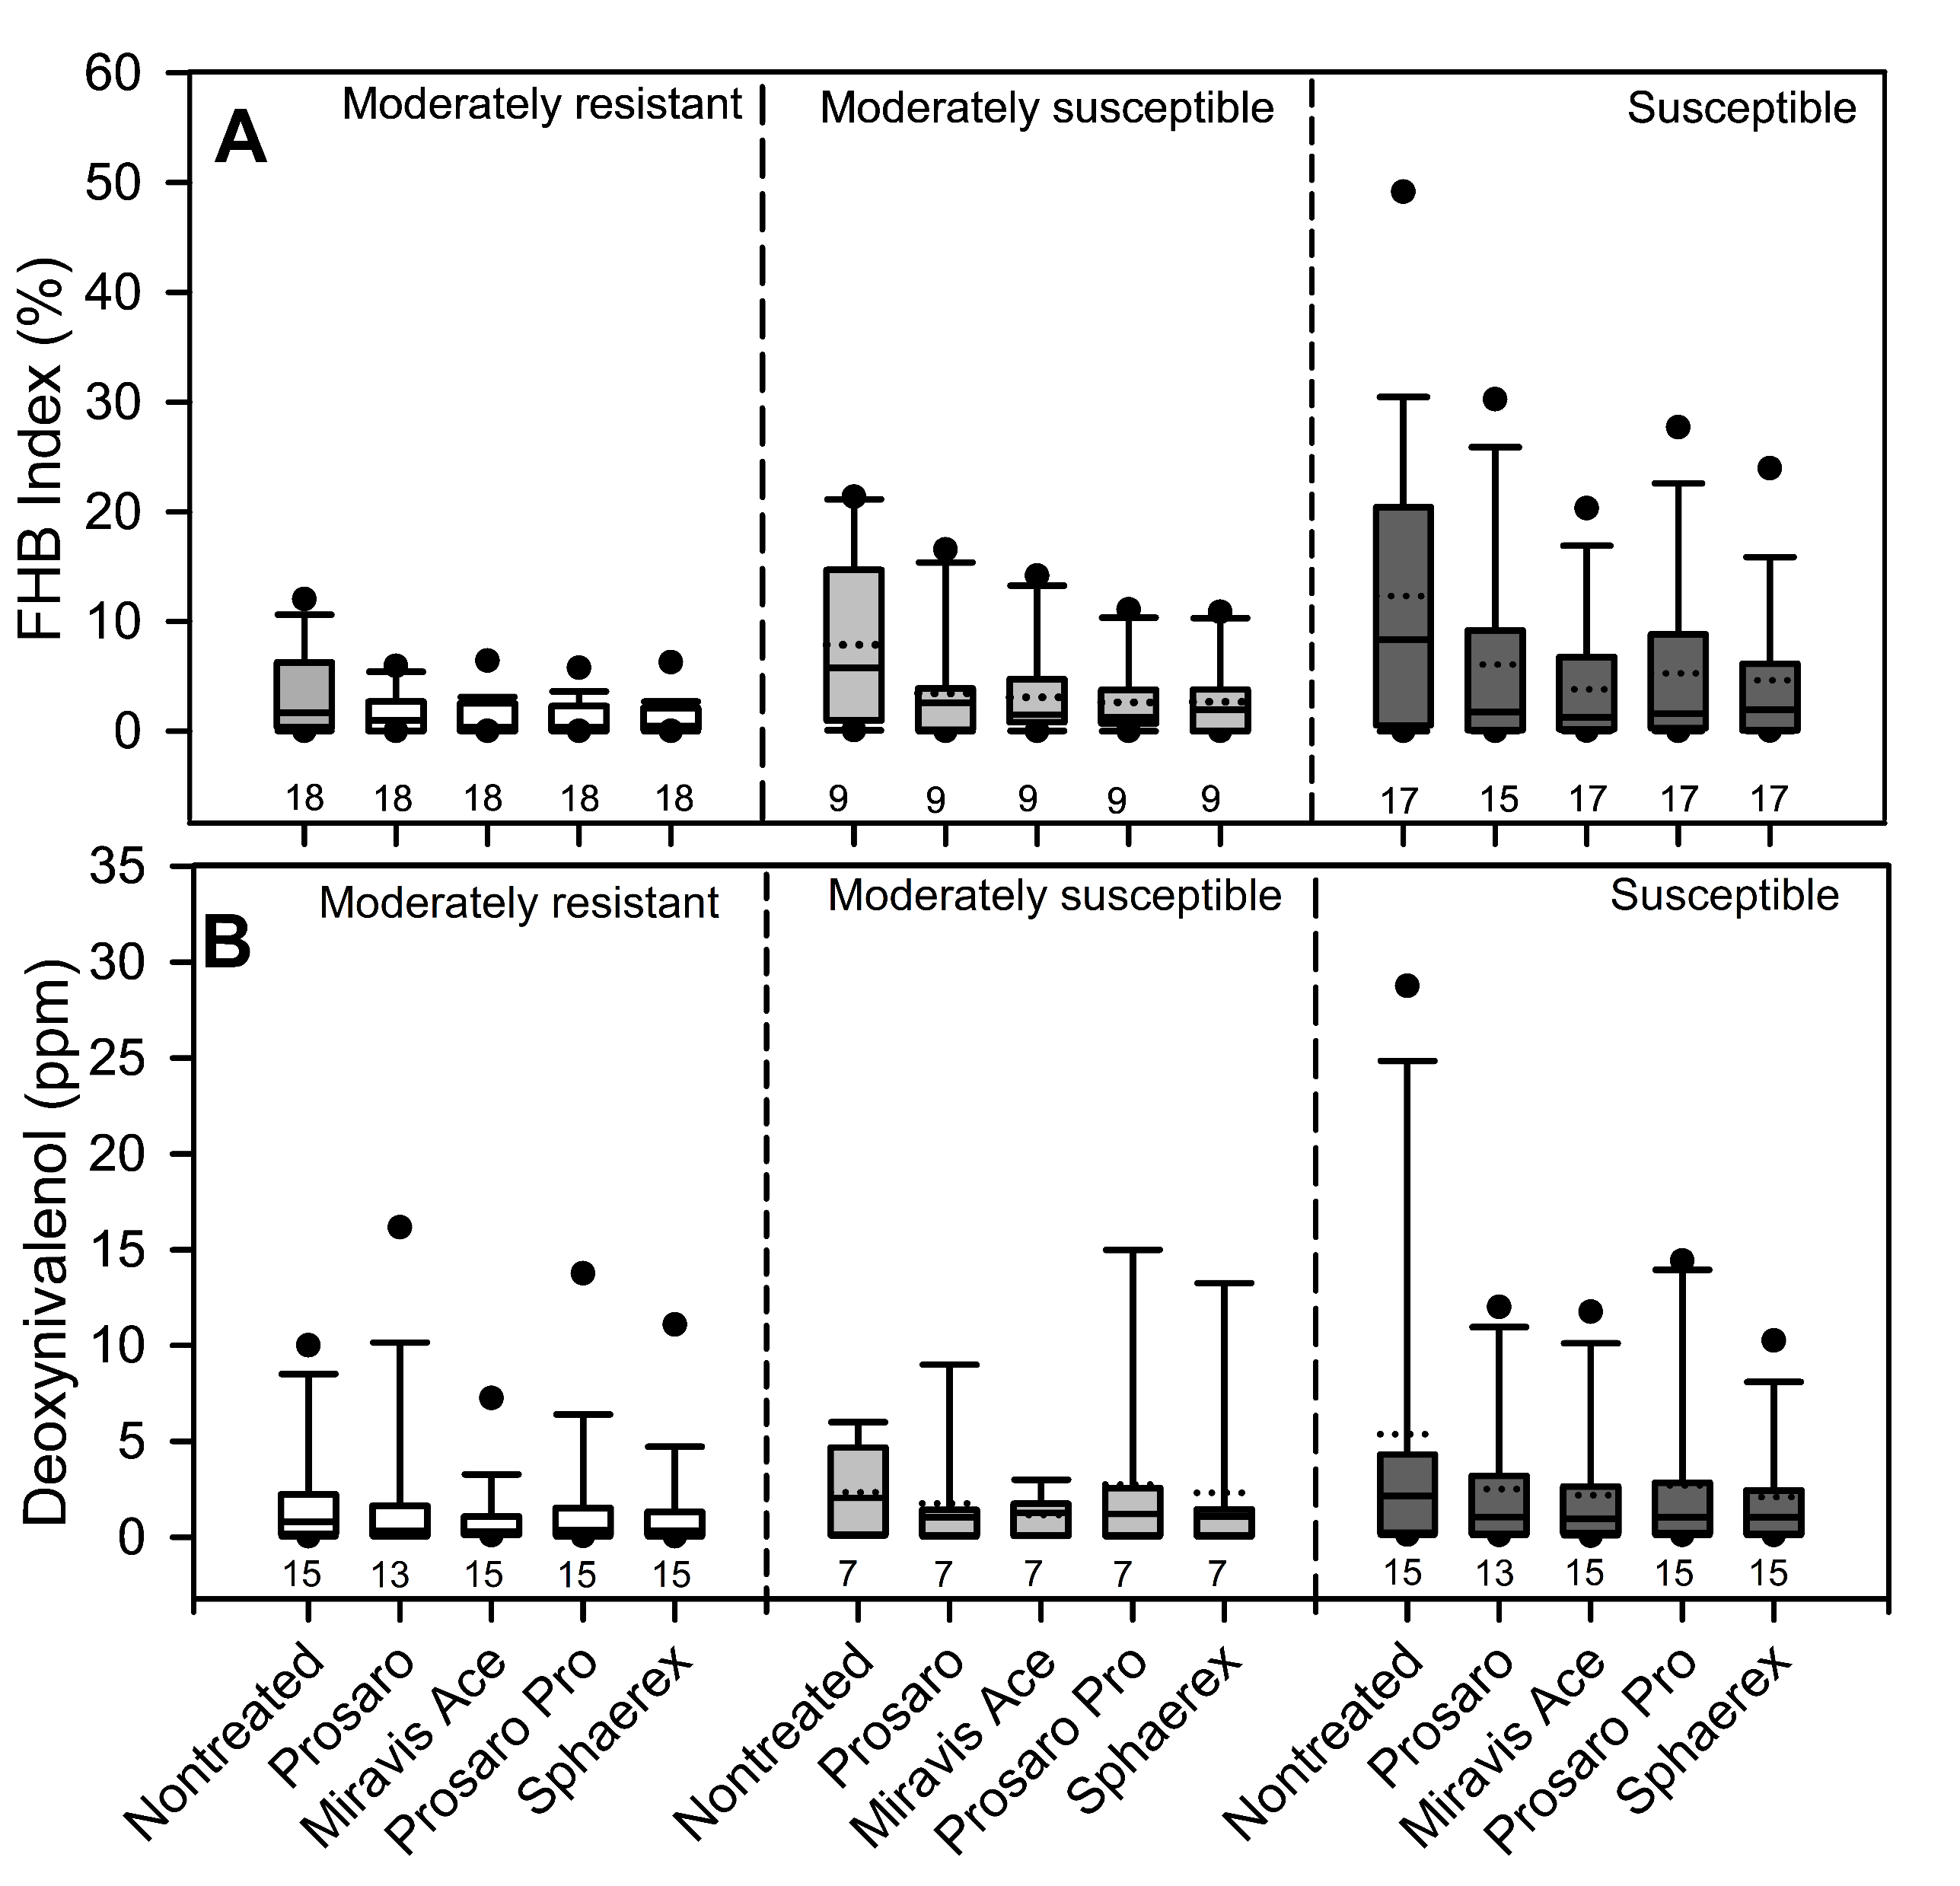 A
Moderately resistant
Moderately susceptible
Susceptible
FHB Index (%)
60
50
40
30
20
10
0
18 18 18 18 18 9 9 9 9 9 17 15 17 17 17
B
Moderately resistant
Moderately susceptible
Susceptible
Deoxynivalenol (ppm)
35
30
25
20
15
10
5
0
15 13 15 15 15 7 7 7 7 7 15 13 15 15 15
Nontreated
Prosaro
Miravis Ace
Prosaro Pro
Sphaerex
Nontreated
Prosaro
Miravis Ace
Prosaro Pro
Sphaerex
Nontreated
Prosaro
Miravis Ace
Prosaro Pro
Sphaerex